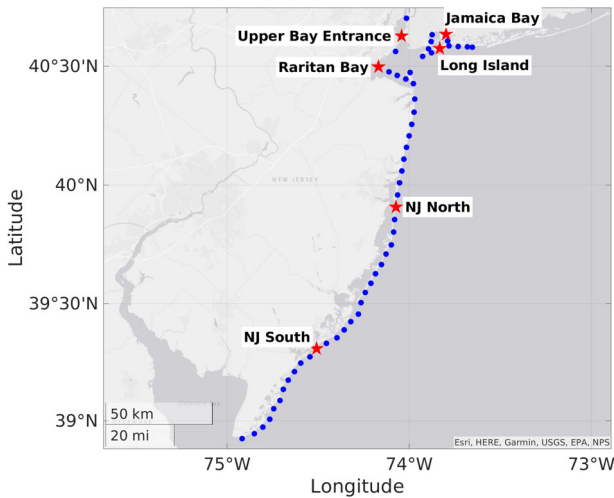 Jamaica Bay
Upper Bay Entrance
Long Island
Raritan Bay
40°30'N
NEW JERSEY
40°N
NJ North
39°30'N
NJ South
39°N
50 km
20 mi
Esri, HERE, Garmin, USGS, EPA, NPS
75°W
74°W
73°W
Longitude
Latitude